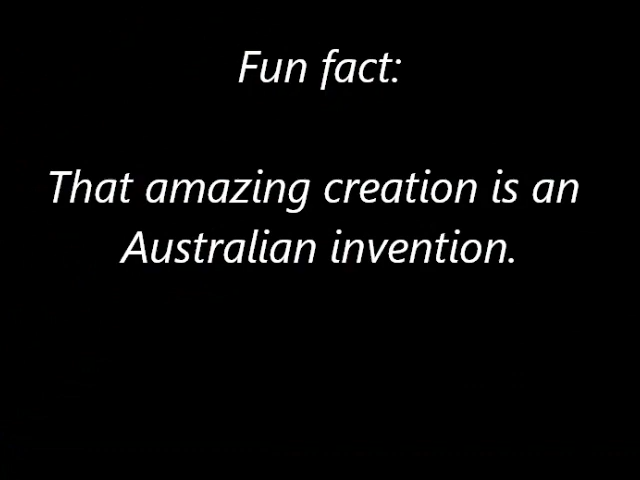 Fun fact:
That amazing creation is an
Australian invention.